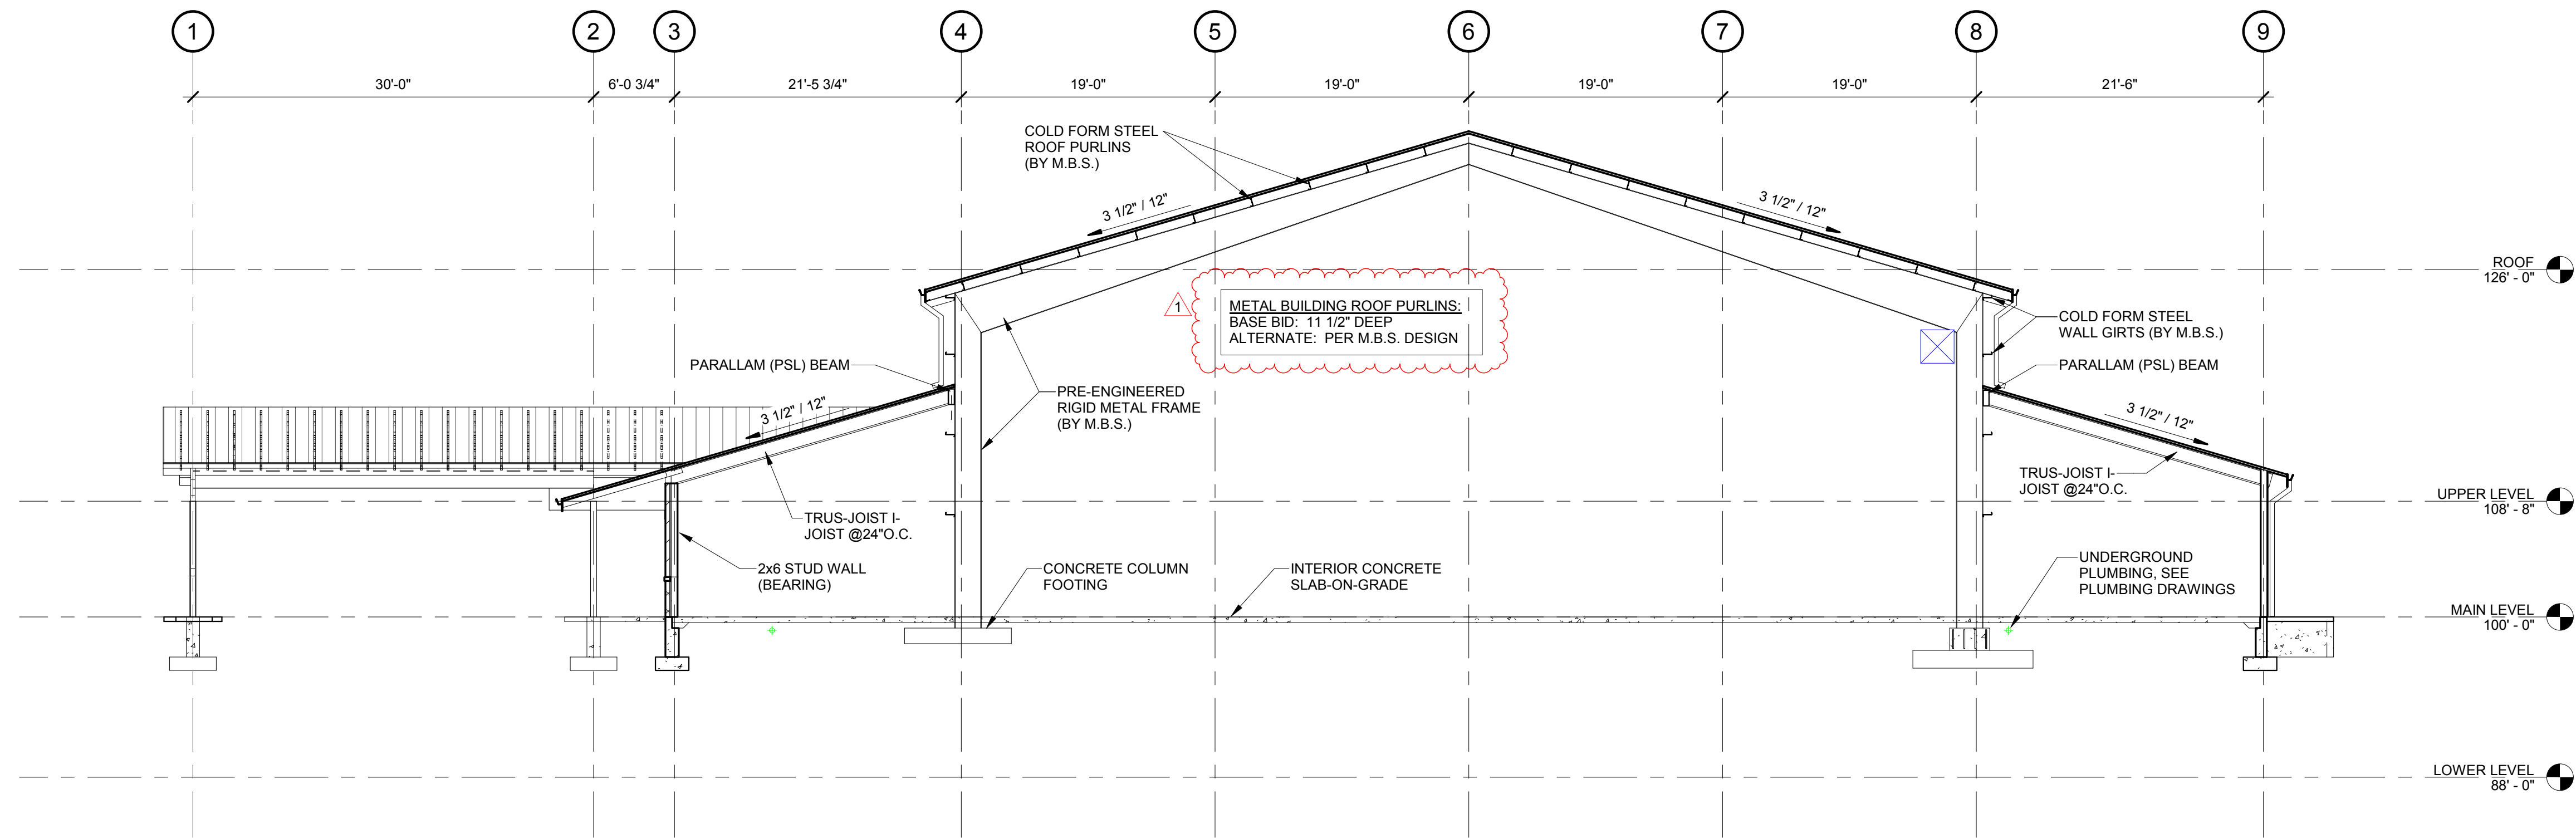 1
2
3
4
5
6
7
8
9
30'-0"
6'-0 3/4"
21'-5 3/4"
19'-0"
19'-0"
19'-0"
19'-0"
21'-6"
COLD FORM STEEL
ROOF PURLINS
(BY M.B.S.)
3 1/2" / 12"
3 1/2" / 12"
ROOF
126' - 0"
1
METAL BUILDING ROOF PURLINS:
BASE BID: 11 1/2" DEEP
ALTERNATE: PER M.B.S. DESIGN
COLD FORM STEEL
WALL GIRTS (BY M.B.S.)
PARALLAM (PSL) BEAM
PARALLAM (PSL) BEAM
PRE-ENGINEERED
RIGID METAL FRAME
(BY M.B.S.)
3 1/2" / 12"
3 1/2" / 12"
TRUS-JOIST I-
JOIST @24"O.C.
UPPER LEVEL
108' - 8"
TRUS-JOIST I-
JOIST @24"O.C.
2x6 STUD WALL
(BEARING)
CONCRETE COLUMN
FOOTING
INTERIOR CONCRETE
SLAB-ON-GRADE
UNDERGROUND
PLUMBING, SEE
PLUMBING DRAWINGS
MAIN LEVEL
100' - 0"
LOWER LEVEL
88' - 0"